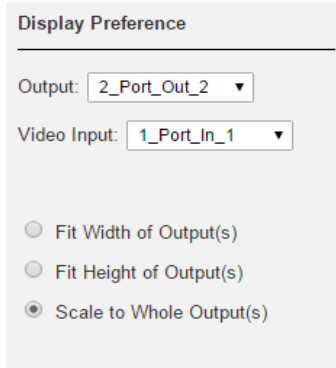 Display Preference
Output: 2_Port_Out_2
Video Input: 1_Port_In_1
Fit Width of Output(s)
Fit Height of Output(s)
Scale to Whole Output(s)